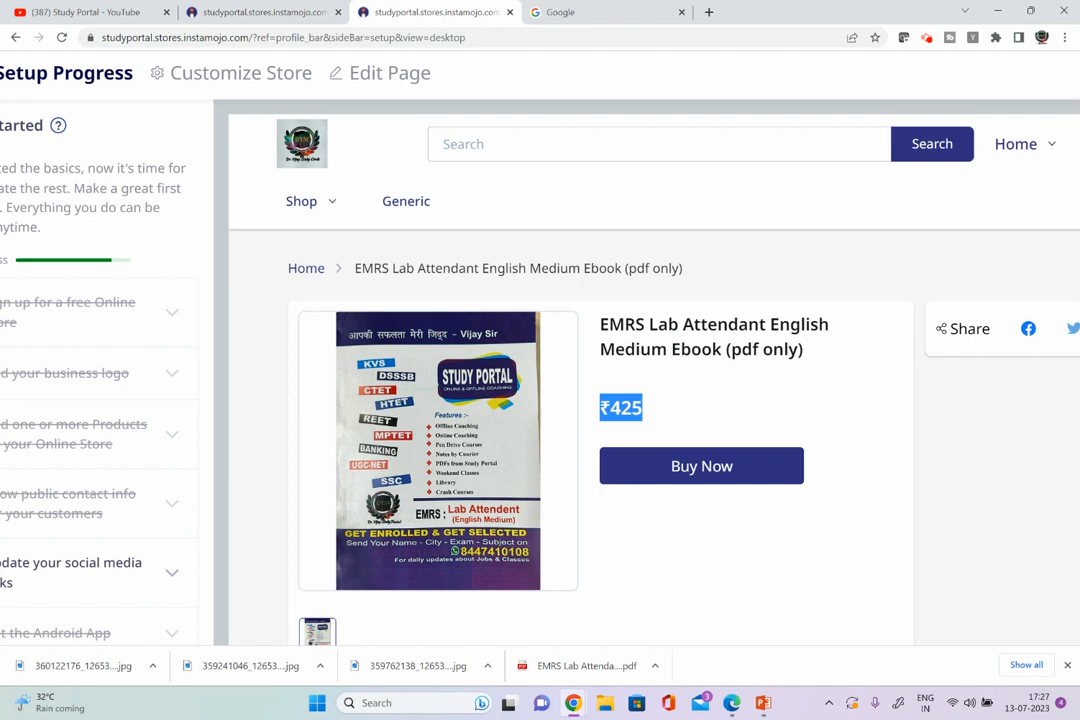 (387) Study Portal - YouTube
studyportal.stores.instamojo.com/
studyportal.stores.instamojo.com
Google
studyportal.stores.instamojo.com/?ref=profile_bar&sideBar=setup&view=desktop
Setup Progress
Customize Store
Edit Page
tarted
ted the basics, now it's time for
ate the rest. Make a great first
. Everything you do can be
nytime.
ss
gn up for a free Online
ore
d your business logo
d one or more Products
your Online Store
ow public contact info
r your customers
pdate your social media
ks
t the Android App
Search
Search
Home
Shop
Generic
Home > EMRS Lab Attendant English Medium Ebook (pdf only)
आपकी सफलता मेरी जिद्द - Vijay Sir
KVS
DSSSB
CTET
HTET
REET
MPTET
BANKING
UGC-NET
SSC
STUDY PORTAL
ONLINE & OFFLINE COACHING
Features :-
Offline Coaching
Online Coaching
Pen Drive Courses
Notes by Courier
PDFs from Study Portal
Weekend Classes
Library
Crash Courses
EMRS : Lab Attendent
(English Medium)
GET ENROLLED & GET SELECTED
Send Your Name - City - Exam - Subject on
8447410108
For daily updates about Jobs & Classes
EMRS Lab Attendant English
Medium Ebook (pdf only)
₹425
Buy Now
Share
360122176_12653....jpg
359241046_12653....jpg
359762138_12653....jpg
EMRS Lab Attenda....pdf
Show all
32°C
Rain coming
Search
3
ENG
IN
17:27
13-07-2023
4